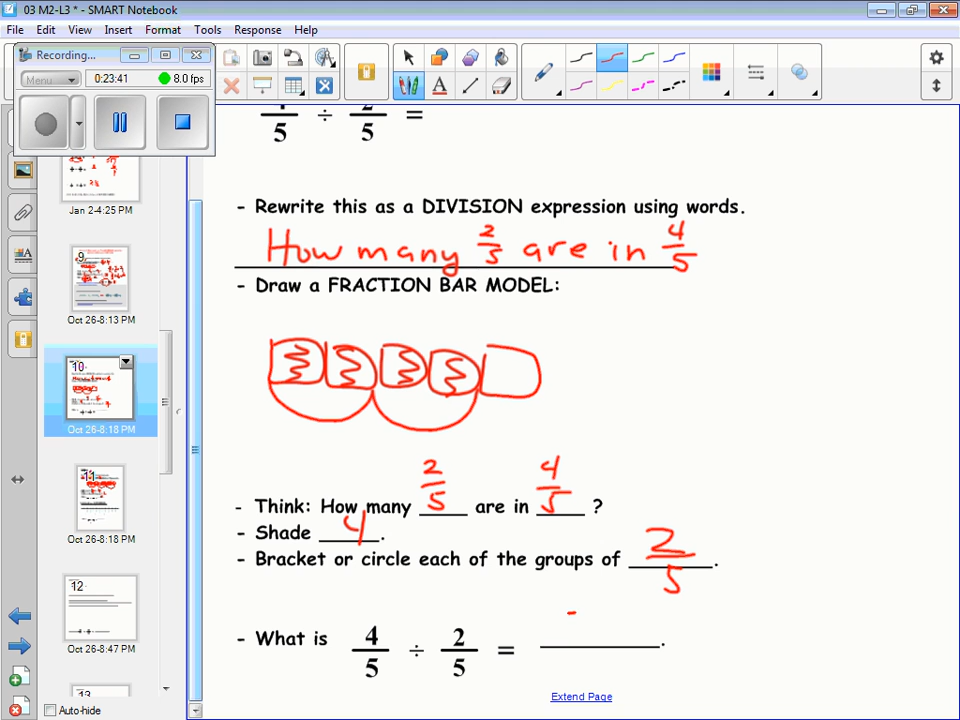 03 M2-L3 * - SMART Notebook
File Edit View Insert Format Tools Response Help
Recording...
Menu 0:23:41 8.0 fps
5 ÷ 5 =
Jan 2-4:25 PM
- Rewrite this as a DIVISION expression using words.
How many 2/5 are in 4/5
- Draw a FRACTION BAR MODEL:
9
Oct 26-8:13 PM
10
Oct 26-8:18 PM
2/5 4/5
- Think: How many ____ are in ____ ?
- Shade 4.
- Bracket or circle each of the groups of 2/5.
11
Oct 26-8:18 PM
12
- What is 4/5 ÷ 2/5 = ____.
Oct 26-8:47 PM
13
Extend Page
Auto-hide